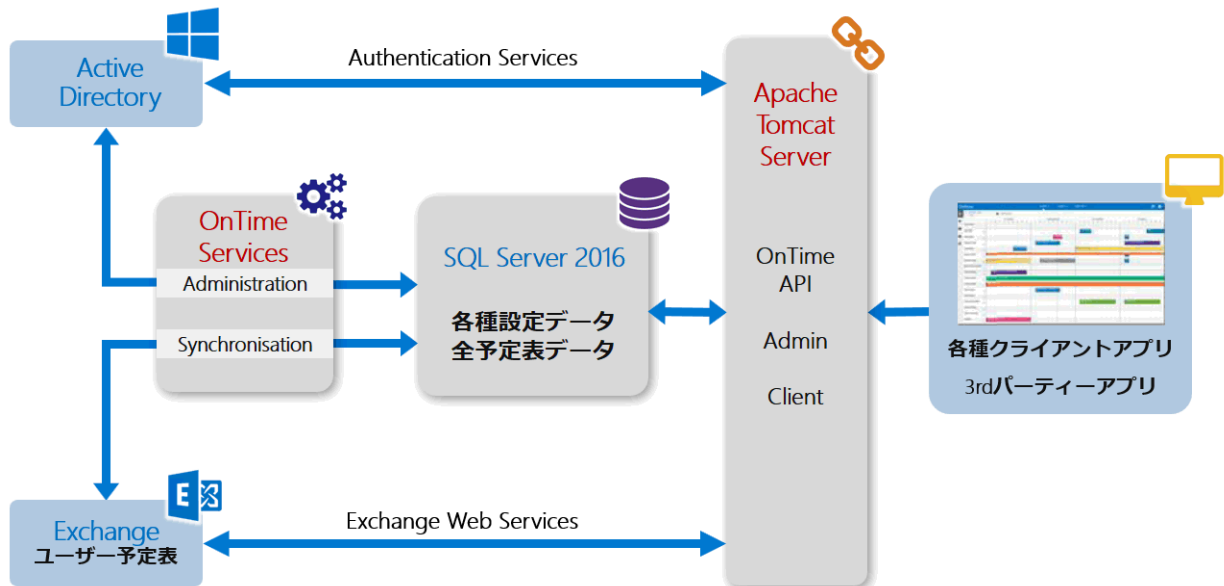 Active
Directory
Authentication Services
Apache
Tomcat
Server
OnTime
Services
Administration
Synchronisation
SQL Server 2016
各種設定データ
全予定表データ
OnTime
API
Admin
Client
各種クライアントアプリ
3rdパーティーアプリ
Exchange
ユーザー予定表
Exchange Web Services
E